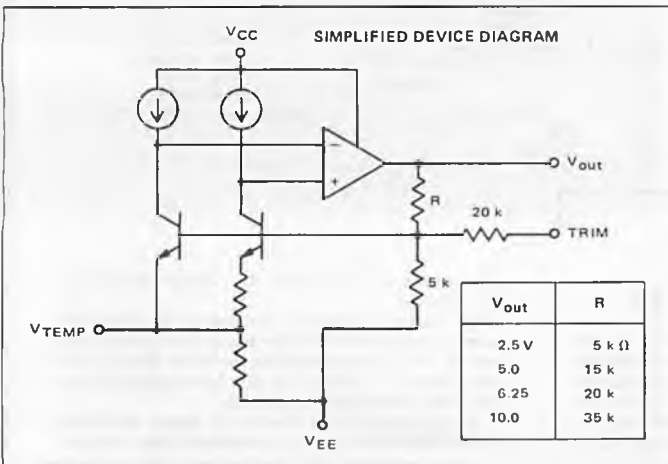 SIMPLIFIED DEVICE DIAGRAM
VCC
−
+
Vout
R
20 k
TRIM
5 k
VTEMP
VEE
Vout R
2.5 V 5 k Ω
5.0 15 k
6.25 20 k
10.0 35 k